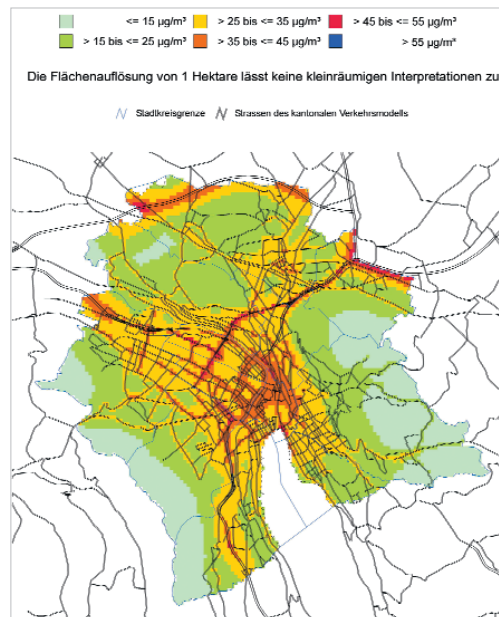 <= 15 µg/m³ > 25 bis <= 35 µg/m³ > 45 bis <= 55 µg/m³
> 15 bis <= 25 µg/m³ > 35 bis <= 45 µg/m³ > 55 µg/m³
Die Flächenauflösung von 1 Hektare lässt keine kleinräumigen Interpretationen zu
Stadtkreisgrenze Strassen des kantonalen Verkehrsmodells